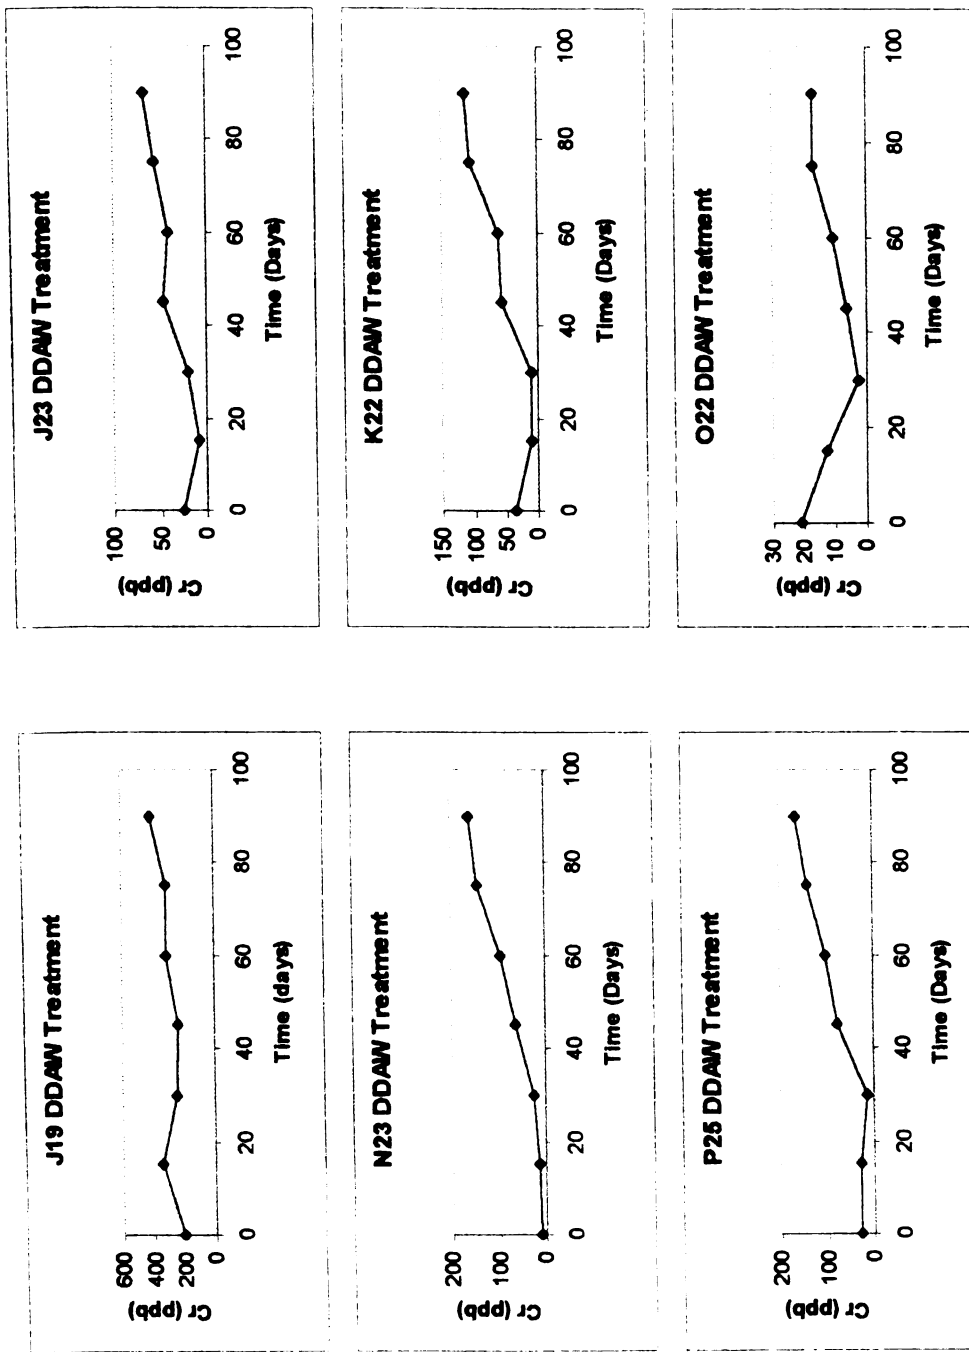 J19 DDAW Treatment
Cr (ppb)
600
400
200
0
0 20 40 60 80 100
Time (days)
J23 DDAW Treatment
Cr (ppb)
100
50
0
0 20 40 60 80 100
Time (Days)
N23 DDAW Treatment
Cr (ppb)
200
100
0
0 20 40 60 80 100
Time (Days)
K22 DDAW Treatment
Cr (ppb)
150
100
50
0
0 20 40 60 80 100
Time (Days)
P25 DDAW Treatment
Cr (ppb)
200
100
0
0 20 40 60 80 100
Time (Days)
O22 DDAW Treatment
Cr (ppb)
30
20
10
0
0 20 40 60 80 100
Time (Days)